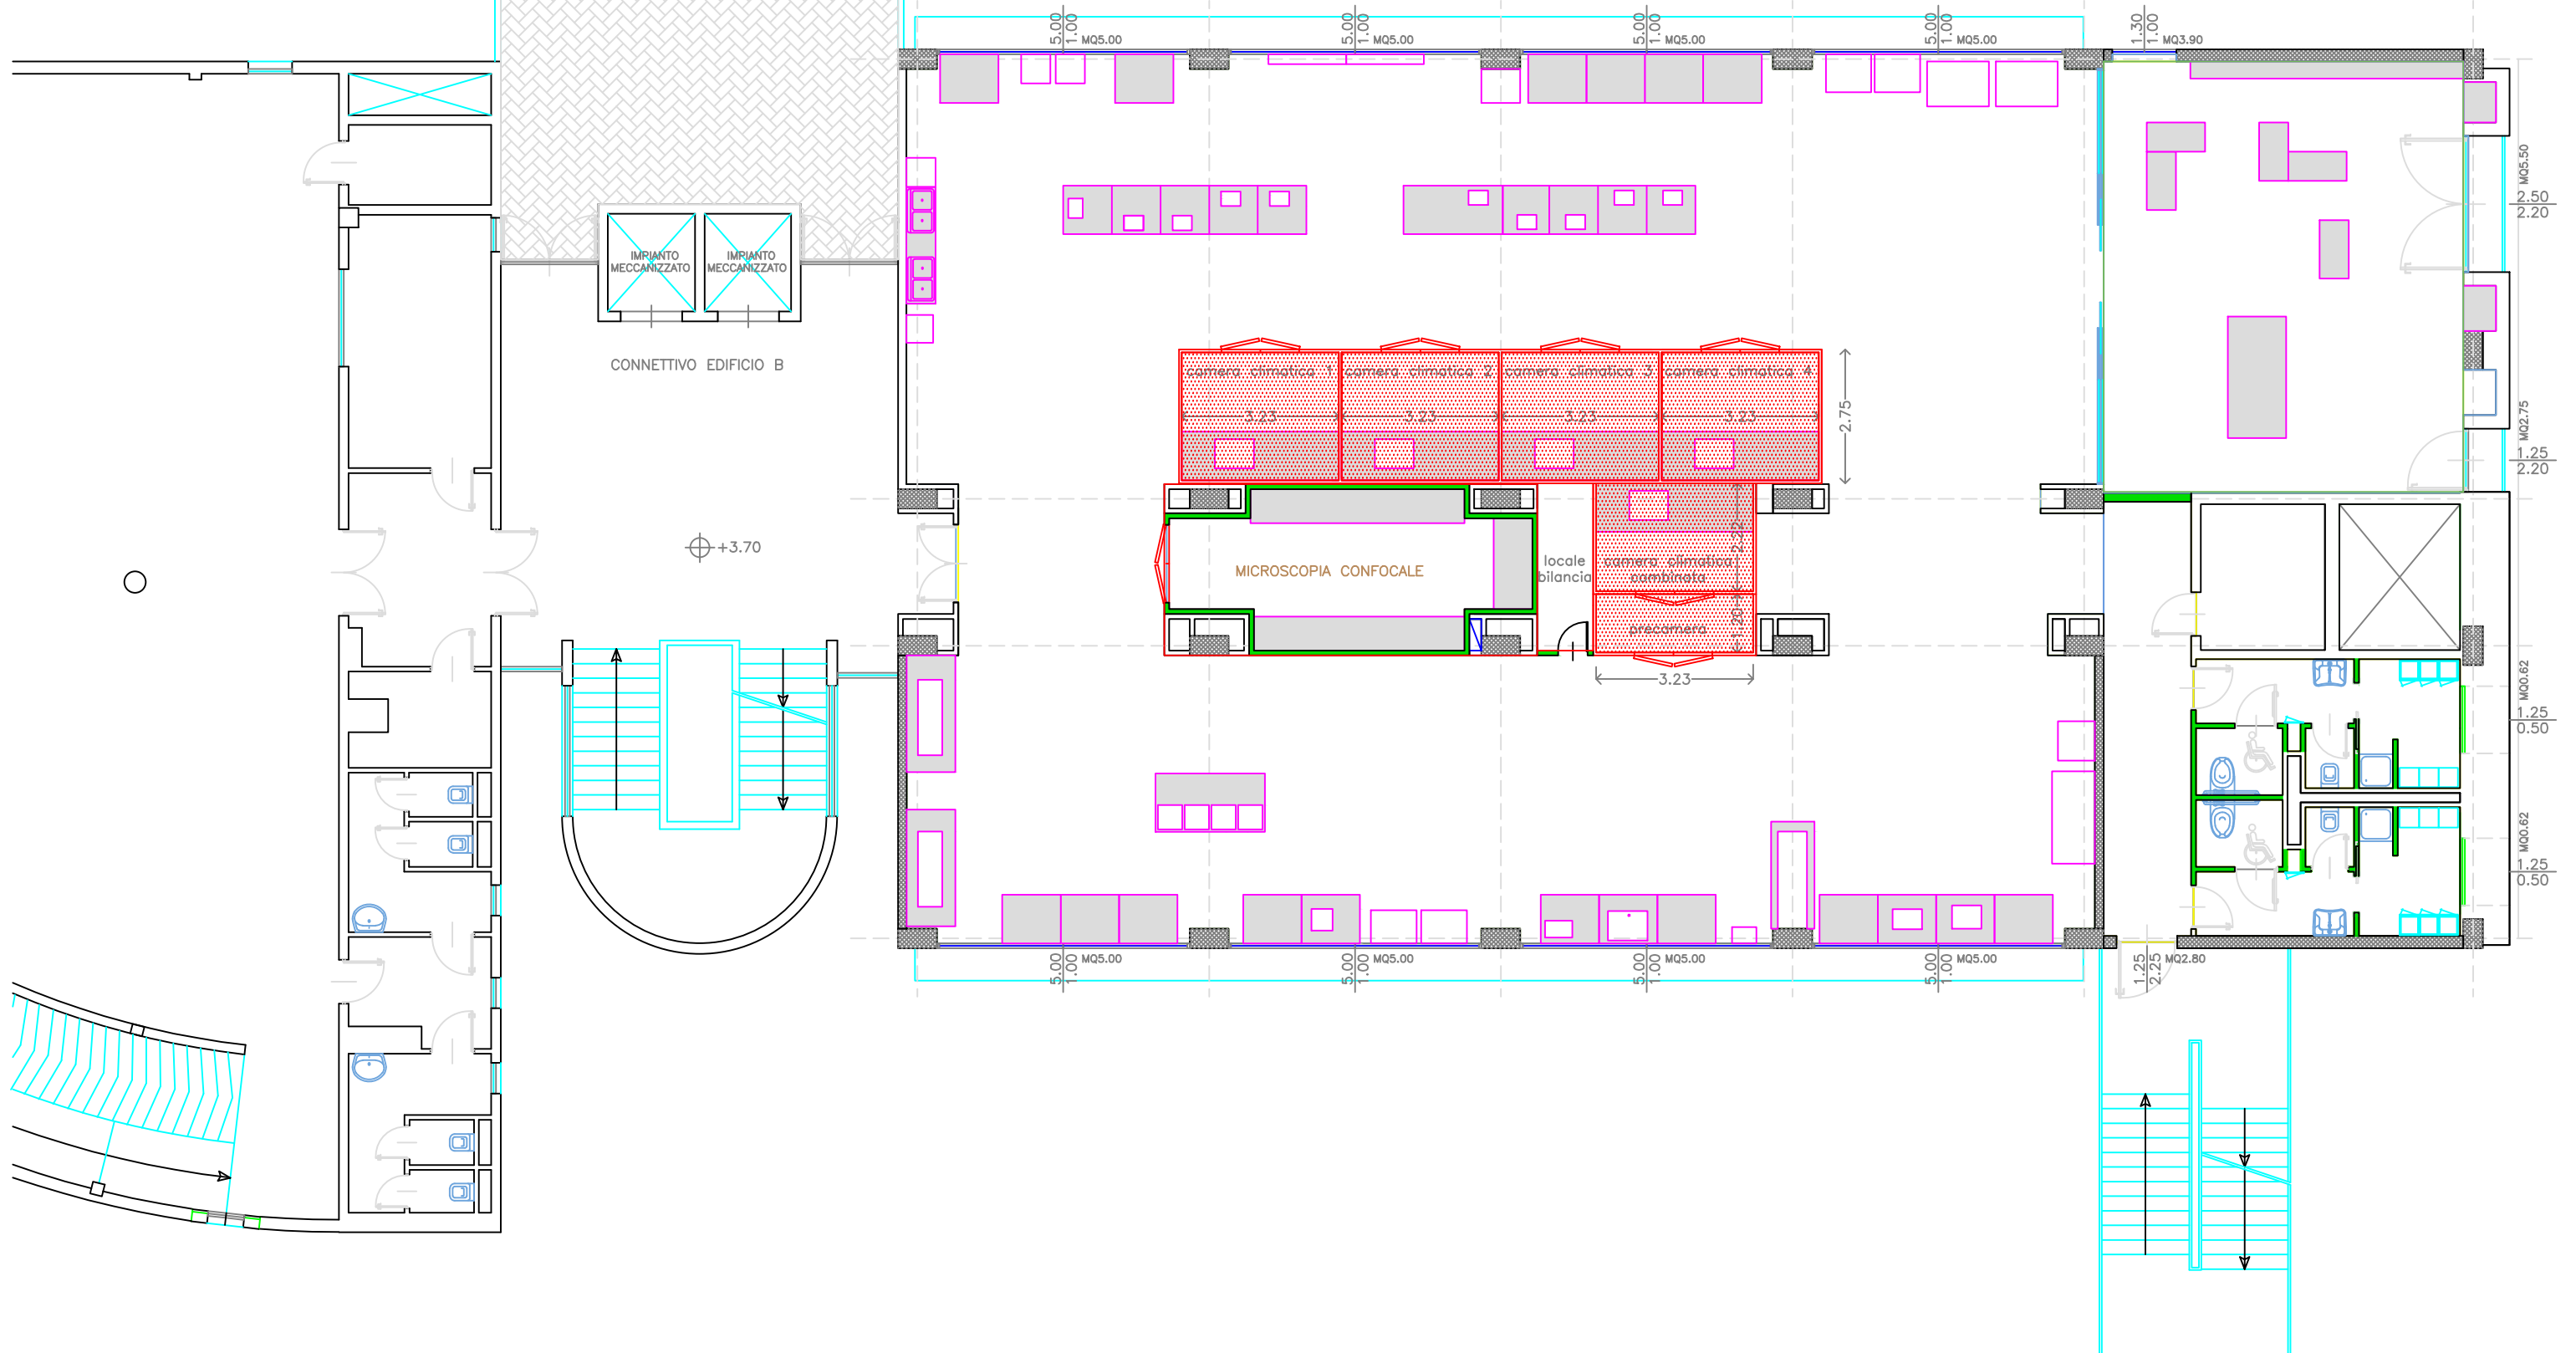 5.00
1.00 MQ5.00
5.00
1.00 MQ5.00
5.00
1.00 MQ5.00
5.00
1.00 MQ5.00
1.30
1.00 MQ3.90
MQ5.50
2.50
2.20
IMPIANTO
MECCANIZZATO
IMPIANTO
MECCANIZZATO
CONNETTIVO EDIFICIO B
camera climatica 1
camera climatica 2
camera climatica 3
camera climatica 4
3.23
3.23
3.23
3.23
2.75
MQ2.75
1.25
2.20
+3.70
MICROSCOPIA CONFOCALE
locale
bilancia
2.22
camera climatica
combinata
1.20
precamera
3.23
MQ0.62
1.25
0.50
MQ0.62
1.25
0.50
5.00
1.00 MQ5.00
5.00
1.00 MQ5.00
5.00
1.00 MQ5.00
5.00
1.00 MQ5.00
1.25
2.25 MQ2.80